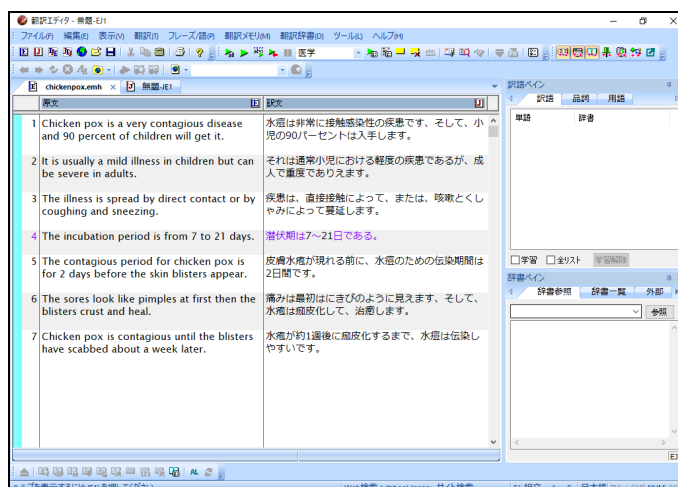 翻訳エディタ - 無題-EJ1
ファイル(F) 編集(E) 表示(V) 翻訳(T) フレーズ/語(P) 翻訳メモリ(M) 翻訳辞書(D) ツール(L) ヘルプ(H)
医学
chickenpox.emh × 無題-JE1
原文 E 訳文 J
1 Chicken pox is a very contagious disease
and 90 percent of children will get it.
水痘は非常に接触感染性の疾患です、そして、小
児の90パーセントは入手します。
2 It is usually a mild illness in children but can
be severe in adults.
それは通常小児における軽度の疾患であるが、成
人で重度でありえます。
3 The illness is spread by direct contact or by
coughing and sneezing.
疾患は、直接接触によって、または、咳嗽とくし
ゃみによって蔓延します。
4 The incubation period is from 7 to 21 days.
潜伏期は7～21日である。
5 The contagious period for chicken pox is
for 2 days before the skin blisters appear.
皮膚水疱が現れる前に、水痘のための伝染期間は
2日間です。
6 The sores look like pimples at first then the
blisters crust and heal.
痛みは最初はにきびのように見えます、そして、
水疱は痂皮化して、治癒します。
7 Chicken pox is contagious until the blisters
have scabbed about a week later.
水疱が約1週後に痂皮化するまで、水痘は伝染し
やすいです。
訳語ペイン
訳語 品詞 用語
単語 辞書
学習 全リスト 学習解除
辞書ペイン
辞書参照 辞書一覧 外部
参照
AL
EJ